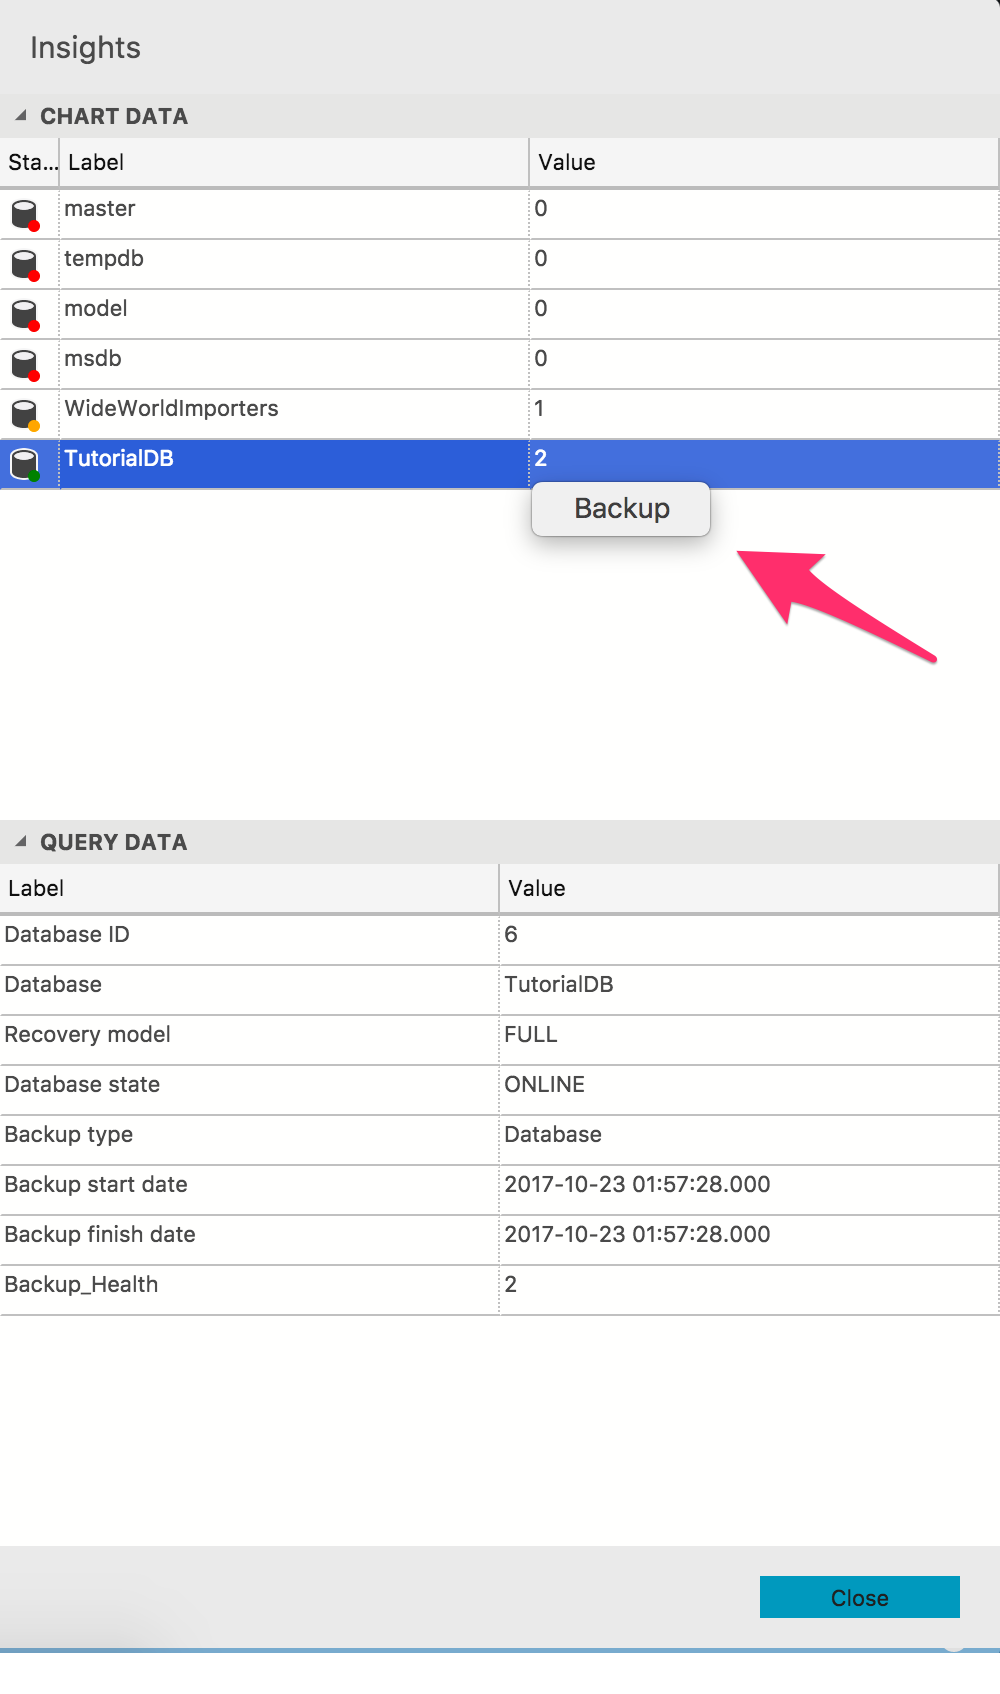 Insights
CHART DATA
Sta... Label Value
master 0
tempdb 0
model 0
msdb 0
WideWorldImporters 1
TutorialDB 2
Backup
QUERY DATA
Label Value
Database ID 6
Database TutorialDB
Recovery model FULL
Database state ONLINE
Backup type Database
Backup start date 2017-10-23 01:57:28.000
Backup finish date 2017-10-23 01:57:28.000
Backup_Health 2
Close